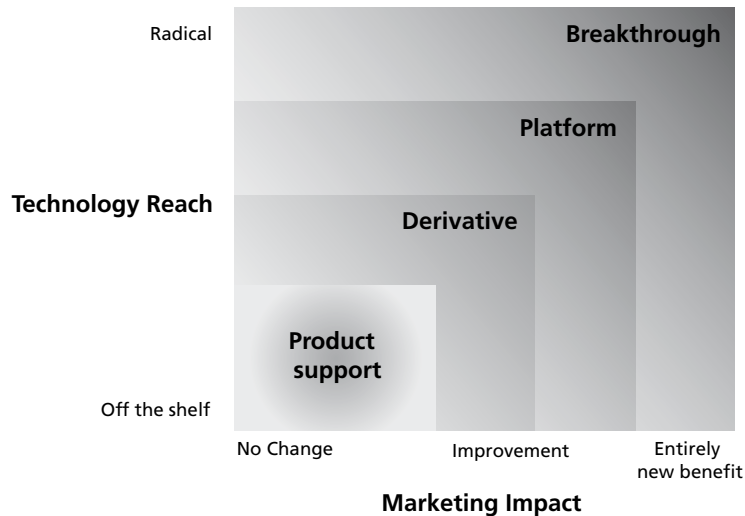 Radical
Breakthrough
Platform
Technology Reach
Derivative
Product
support
Off the shelf
No Change
Improvement
Entirely
new benefit
Marketing Impact